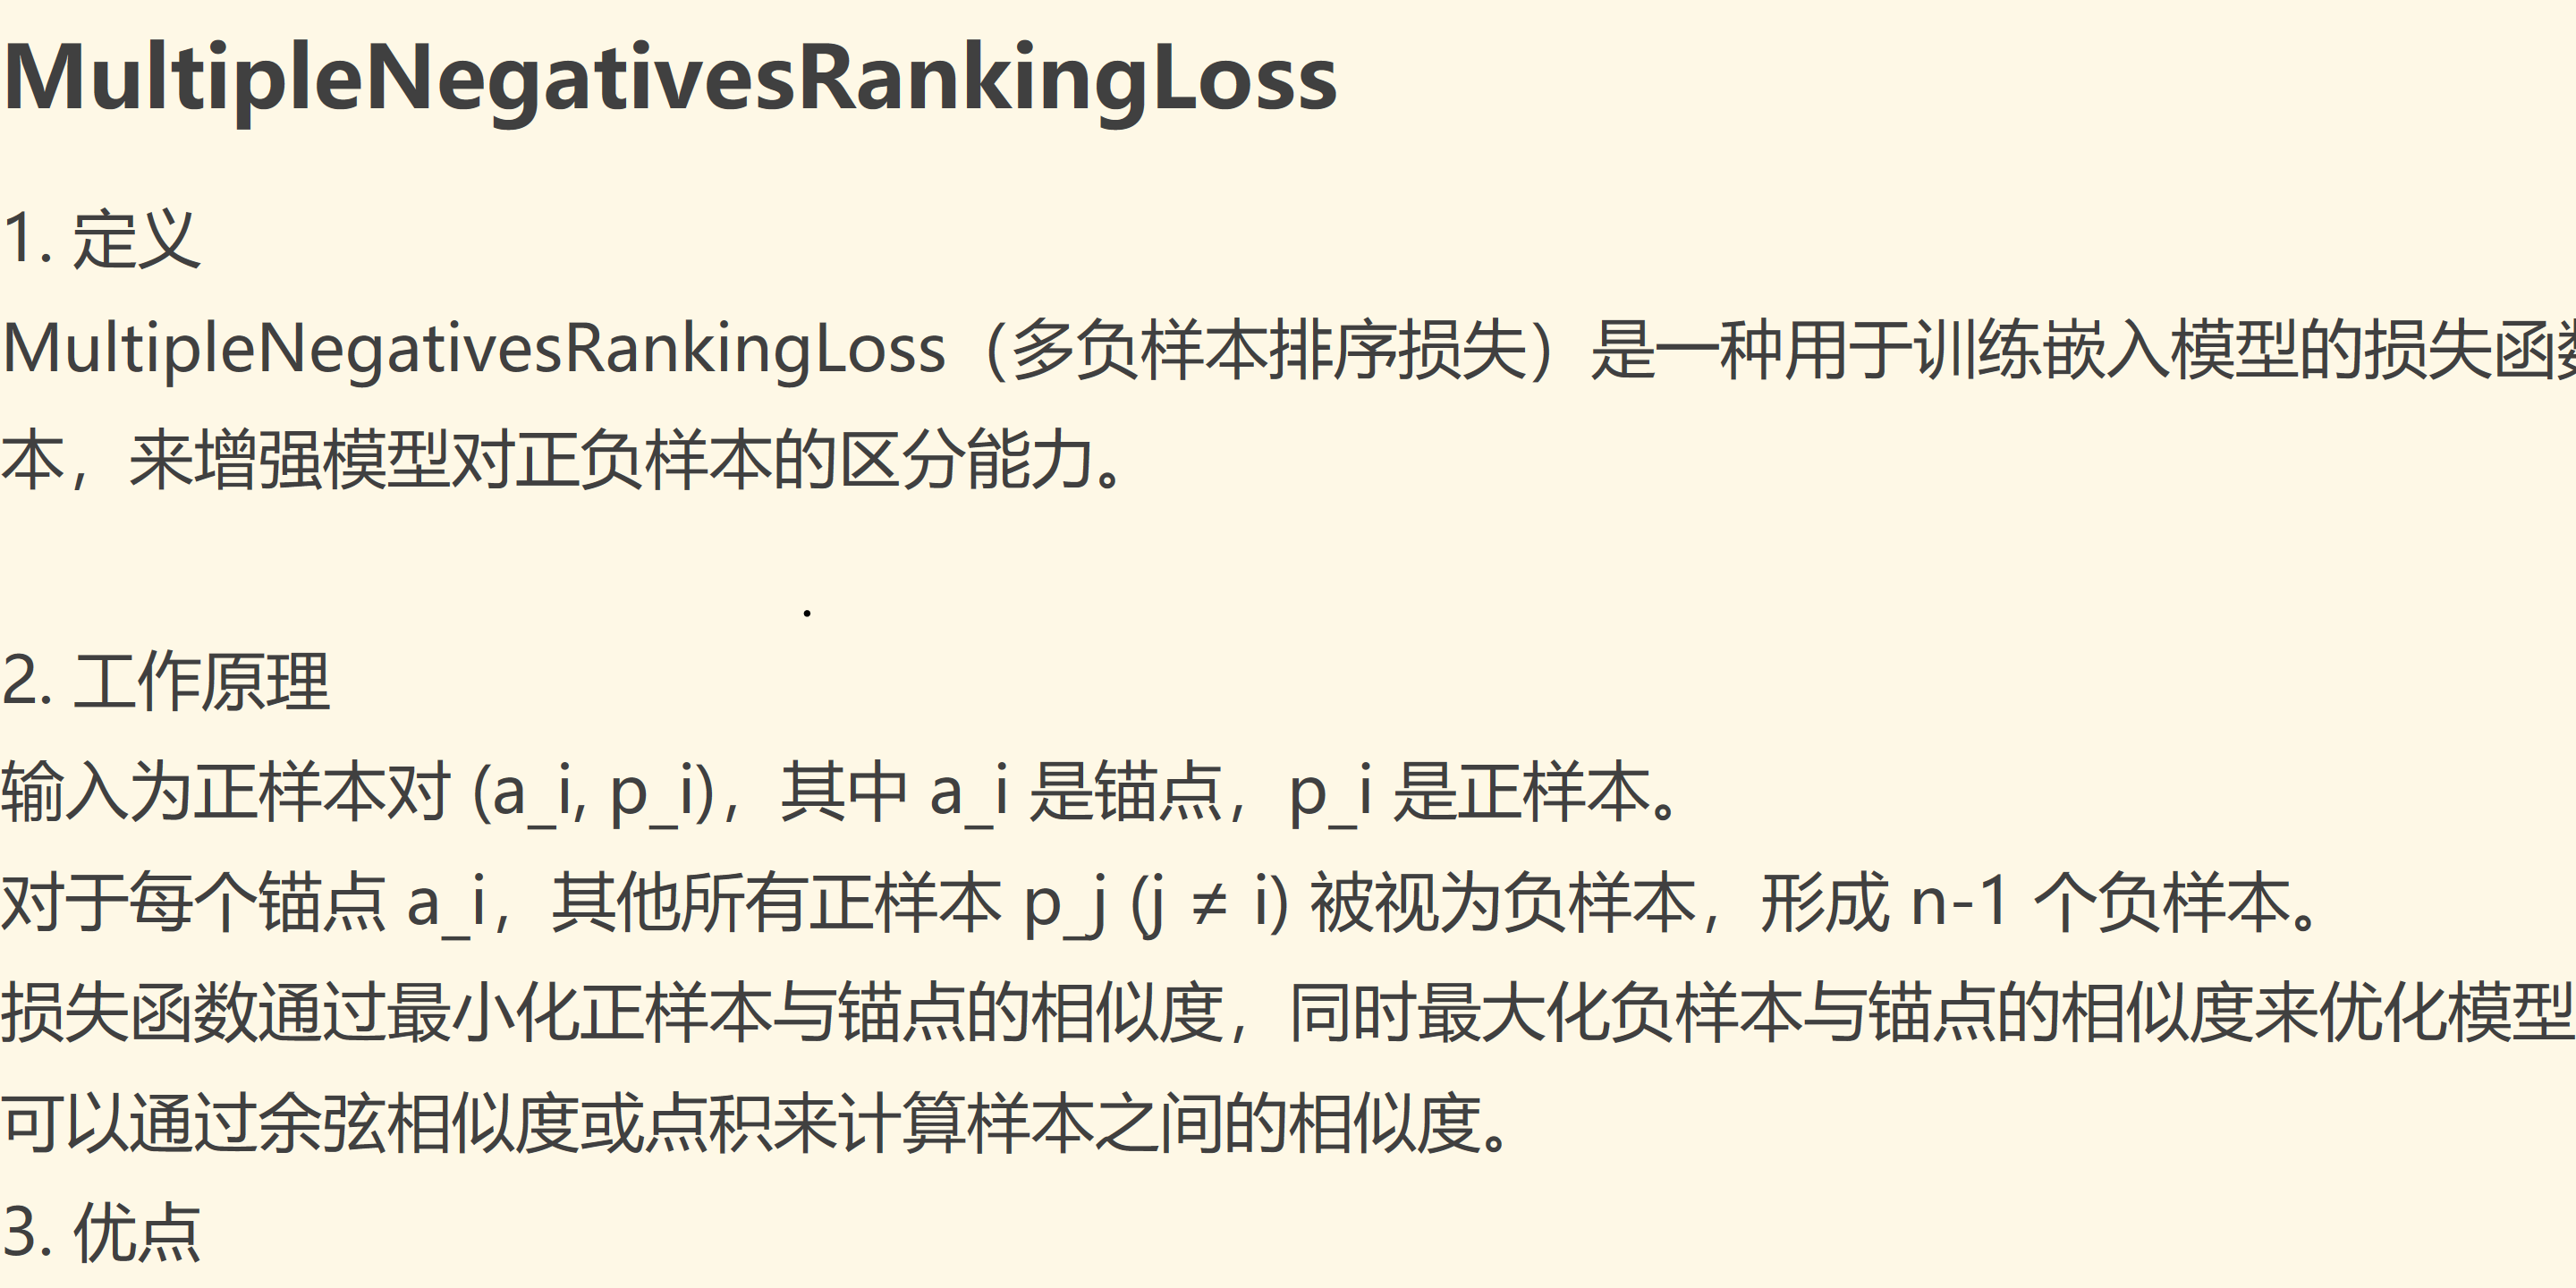 MultipleNegativesRankingLoss
1. 定义
MultipleNegativesRankingLoss（多负样本排序损失）是一种用于训练嵌入模型的损失函
本，来增强模型对正负样本的区分能力。
2. 工作原理
输入为正样本对 (a_i, p_i)，其中 a_i 是锚点，p_i 是正样本。
对于每个锚点 a_i，其他所有正样本 p_j (j ≠ i) 被视为负样本，形成 n-1 个负样本。
损失函数通过最小化正样本与锚点的相似度，同时最大化负样本与锚点的相似度来优化模型
可以通过余弦相似度或点积来计算样本之间的相似度。
3. 优点